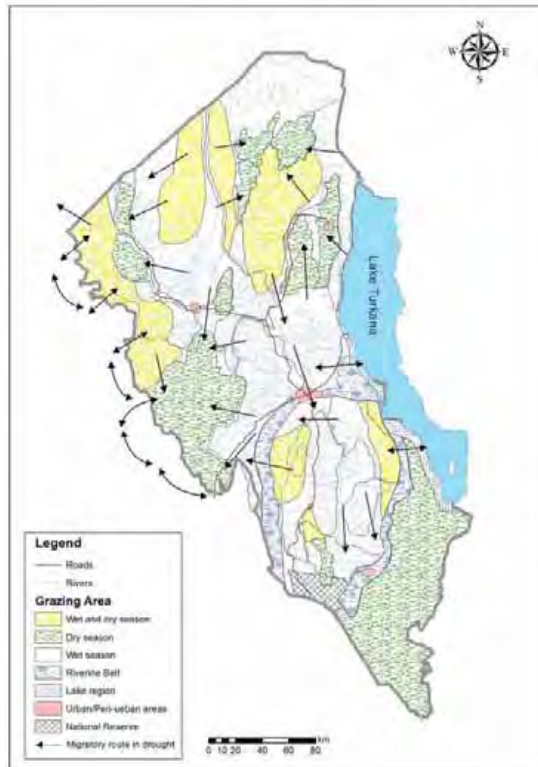 N
W E
S
Lake Turkana
Legend
Roads
Rivers
Grazing Area
Wet and dry season
Dry season
Wet season
Riverine Belt
Lake region
Urban/Peri-ueban areas
National Reserve
Migratory route in drought
km
0 10 20 40 60 80